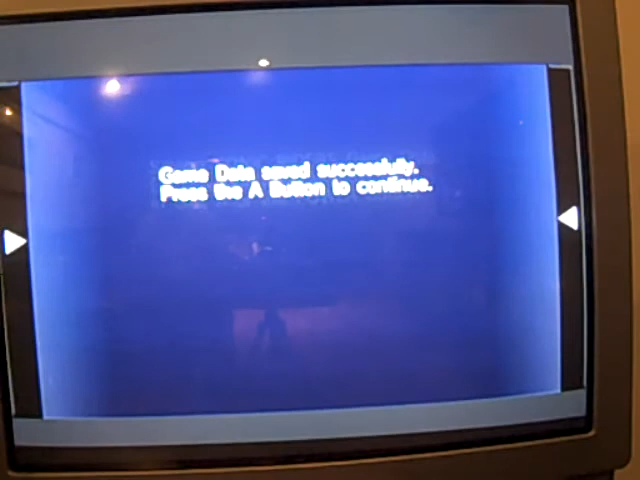 Game Data saved successfully.
Press the A Button to continue.